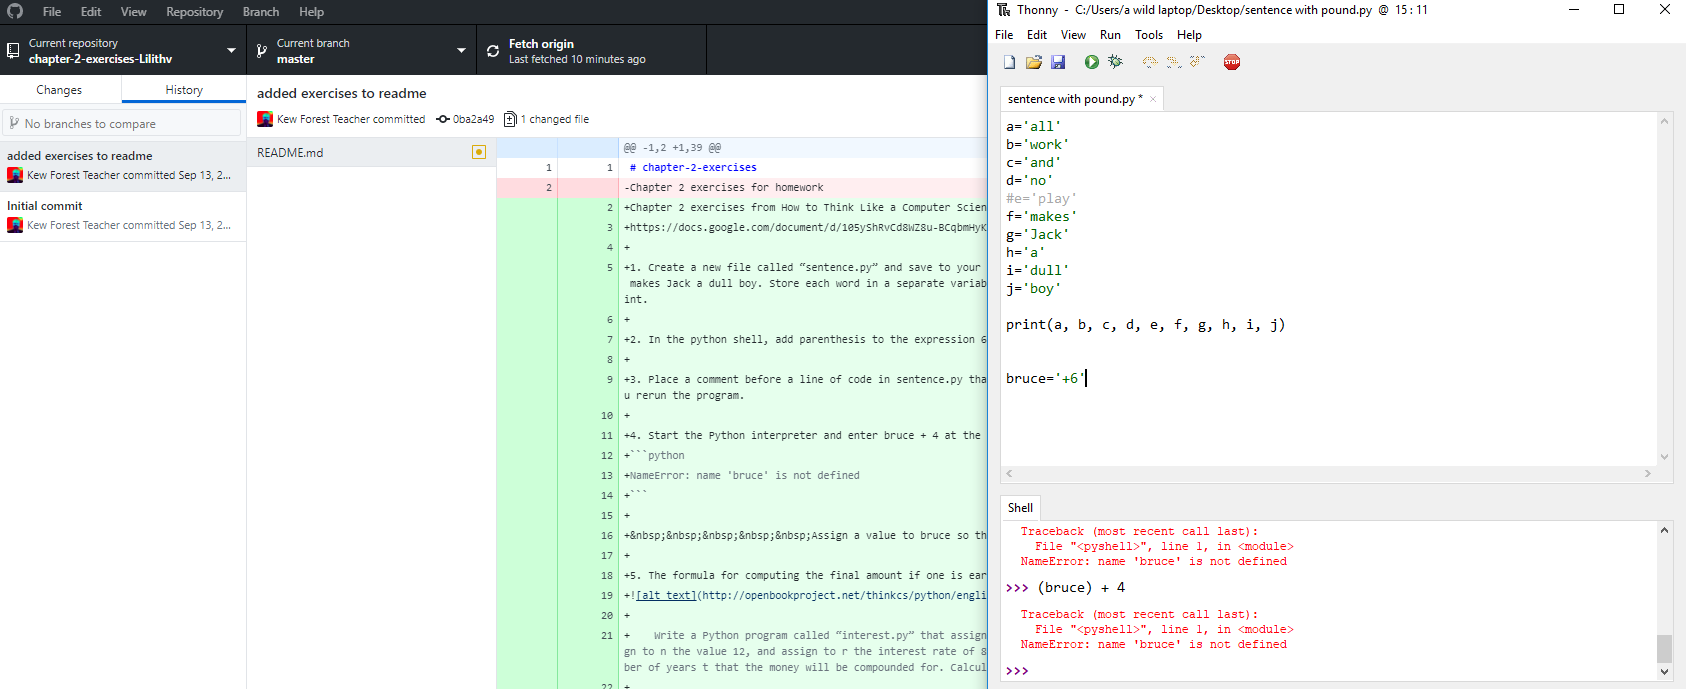 File Edit View Repository Branch Help
Current repository
chapter-2-exercises-Lilithv
Current branch
master
Fetch origin
Last fetched 10 minutes ago
Changes
History
No branches to compare
added exercises to readme
Kew Forest Teacher committed Sep 13, 2...
Initial commit
Kew Forest Teacher committed Sep 13, 2...
added exercises to readme
Kew Forest Teacher committed 0ba2a49 1 changed file
README.md
@@ -1,2 +1,39 @@
1 1 # chapter-2-exercises
2 -Chapter 2 exercises for homework
2 +Chapter 2 exercises from How to Think Like a Computer Scien
3 +https://docs.google.com/document/d/105yShRvCd8WZ8u-BCqbmHyK
4 +
5 +1. Create a new file called “sentence.py” and save to your
makes Jack a dull boy. Store each word in a separate variab
int.
6 +
7 +2. In the python shell, add parenthesis to the expression 6
8 +
9 +3. Place a comment before a line of code in sentence.py tha
u rerun the program.
10 +
11 +4. Start the Python interpreter and enter bruce + 4 at the
12 +```python
13 +NameError: name 'bruce' is not defined
14 +```
15 +
16 +&nbsp;&nbsp;&nbsp;&nbsp;&nbsp;Assign a value to bruce so th
17 +
18 +5. The formula for computing the final amount if one is ear
19 +![alt text](http://openbookproject.net/thinkcs/python/engli
20 +
21 + Write a Python program called “interest.py” that assign
gn to n the value 12, and assign to r the interest rate of 8
ber of years t that the money will be compounded for. Calcul
22 +
Thonny - C:/Users/a wild laptop/Desktop/sentence with pound.py @ 15:11
File Edit View Run Tools Help
STOP
sentence with pound.py *
a='all'
b='work'
c='and'
d='no'
#e='play'
f='makes'
g='Jack'
h='a'
i='dull'
j='boy'
print(a, b, c, d, e, f, g, h, i, j)
bruce='+6'
Shell
Traceback (most recent call last):
File "<pyshell>", line 1, in <module>
NameError: name 'bruce' is not defined
>>> (bruce) + 4
Traceback (most recent call last):
File "<pyshell>", line 1, in <module>
NameError: name 'bruce' is not defined
>>>